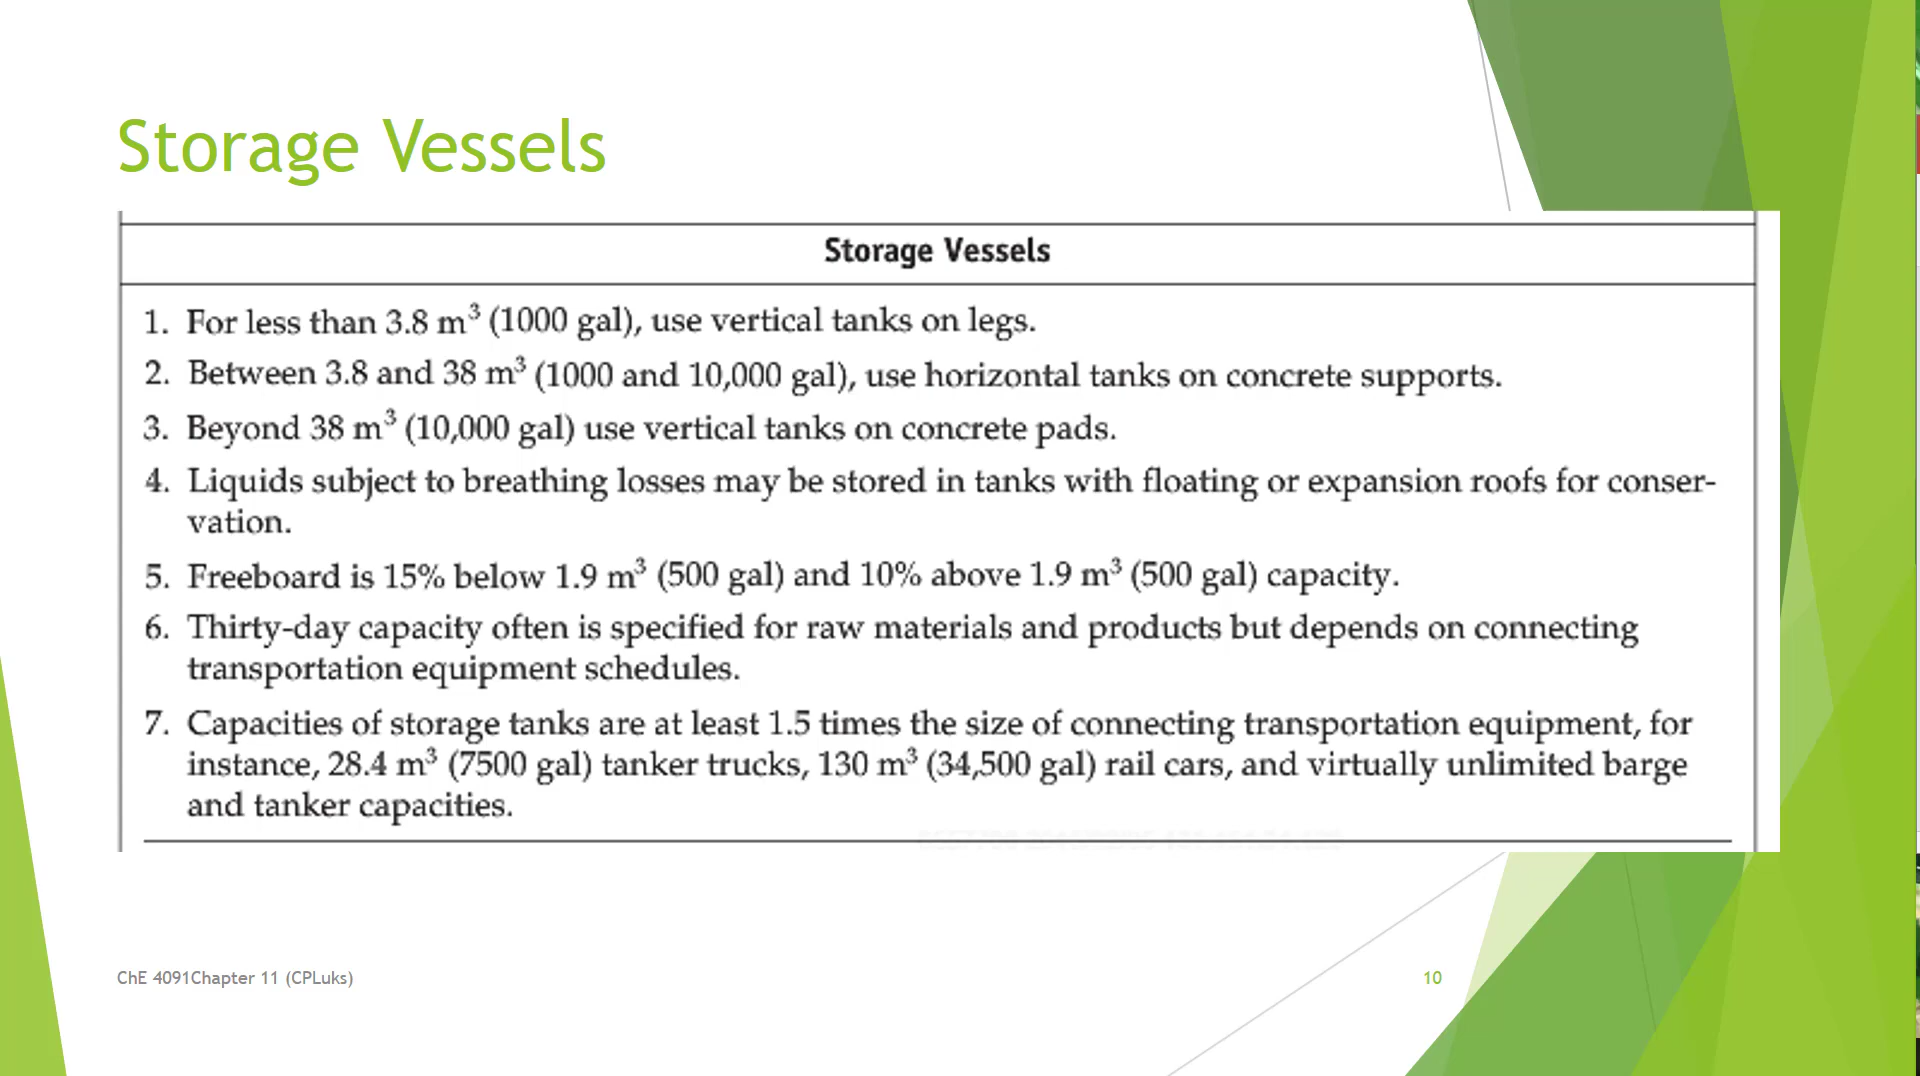 Storage Vessels
Storage Vessels
1. For less than 3.8 m³ (1000 gal), use vertical tanks on legs.
2. Between 3.8 and 38 m³ (1000 and 10,000 gal), use horizontal tanks on concrete supports.
3. Beyond 38 m³ (10,000 gal) use vertical tanks on concrete pads.
4. Liquids subject to breathing losses may be stored in tanks with floating or expansion roofs for conser-
vation.
5. Freeboard is 15% below 1.9 m³ (500 gal) and 10% above 1.9 m³ (500 gal) capacity.
6. Thirty-day capacity often is specified for raw materials and products but depends on connecting
transportation equipment schedules.
7. Capacities of storage tanks are at least 1.5 times the size of connecting transportation equipment, for
instance, 28.4 m³ (7500 gal) tanker trucks, 130 m³ (34,500 gal) rail cars, and virtually unlimited barge
and tanker capacities.
ChE 4091Chapter 11 (CPLuks)
10